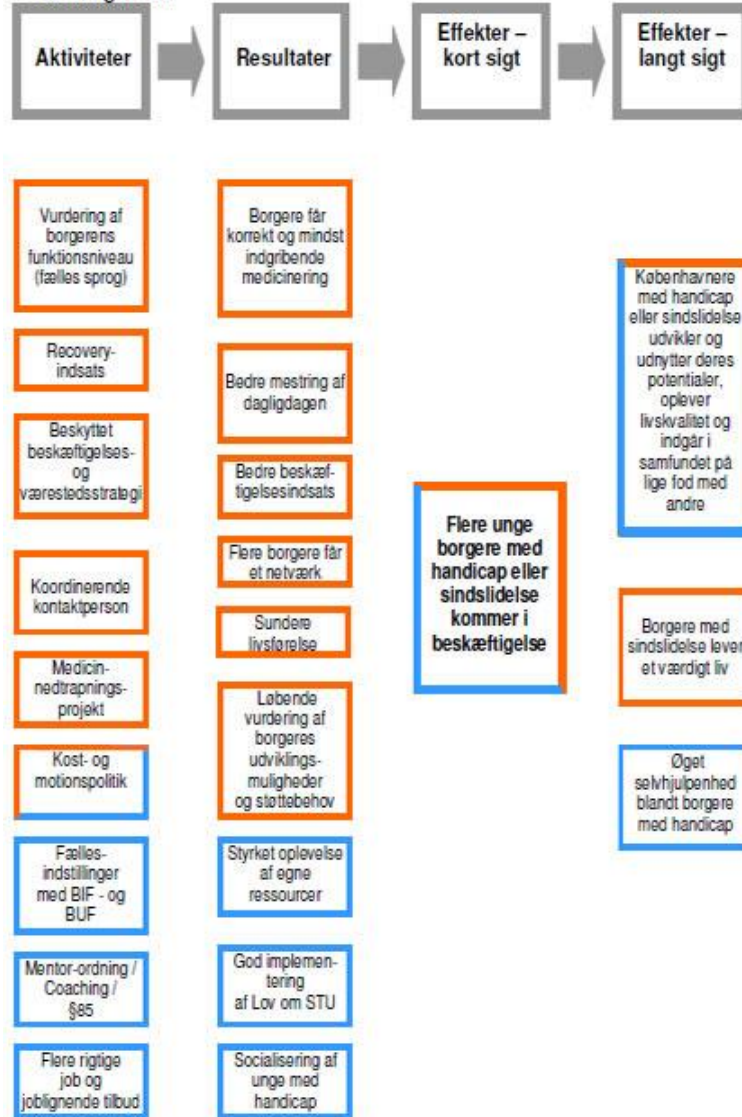 Aktiviteter
Resultater
Effekter –
kort sigt
Effekter –
langt sigt
Vurdering af
borgerens
funktionsniveau
(fælles sprog)
Recovery-
indsats
Beskyttet
beskæftigelses-
og
værestedsstrategi
Koordinerende
kontaktperson
Medicin-
nedtrapnings-
projekt
Kost- og
motionspolitik
Fælles-
indstillinger
med BIF - og
BUF
Mentor-ordning /
Coaching /
§85
Flere rigtige
job og
joblignende tilbud
Borgere får
korrekt og mindst
indgribende
medicinering
Bedre mestring af
dagligdagen
Bedre beskæf-
tigelsesindsats
Flere borgere får
et netværk
Sundere
livsførelse
Løbende
vurdering af
borgeres
udviklings-
muligheder
og støttebehov
Styrket oplevelse
af egne
ressourcer
God implemen-
tering
af Lov om STU
Socialisering af
unge med
handicap
Flere unge
borgere med
handicap eller
sindslidelse
kommer i
beskæftigelse
Københavnere
med handicap
eller sindslidelse
udvikler og
udnytter deres
potentialer,
oplever
livskvalitet og
indgår i
samfundet på
lige fod med
andre
Borgere med
sindslidelse lever
et værdigt liv
Øget
selvhjulpenhed
blandt borgere
med handicap